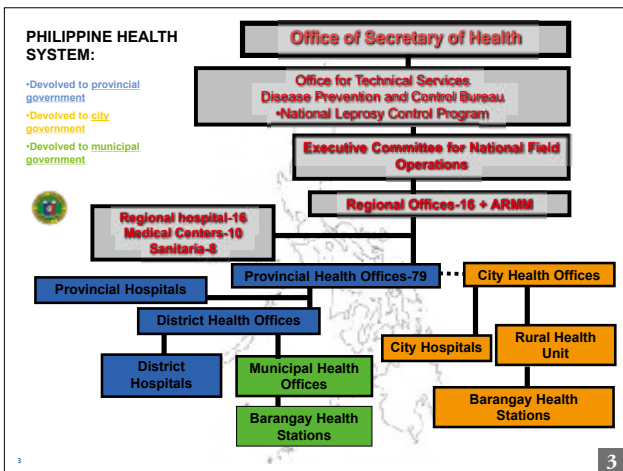 PHILIPPINE HEALTH
SYSTEM:
•Devolved to provincial
government
•Devolved to city
government
•Devolved to municipal
government
Office of Secretary of Health
Office for Technical Services
Disease Prevention and Control Bureau
•National Leprosy Control Program
Executive Committee for National Field
Operations
Regional Offices-16 + ARMM
Regional hospital-16
Medical Centers-10
Sanitaria-8
Provincial Health Offices-79
City Health Offices
Provincial Hospitals
District Health Offices
City Hospitals
Rural Health
Unit
District
Hospitals
Municipal Health
Offices
Barangay Health
Stations
Barangay Health
Stations
3
3